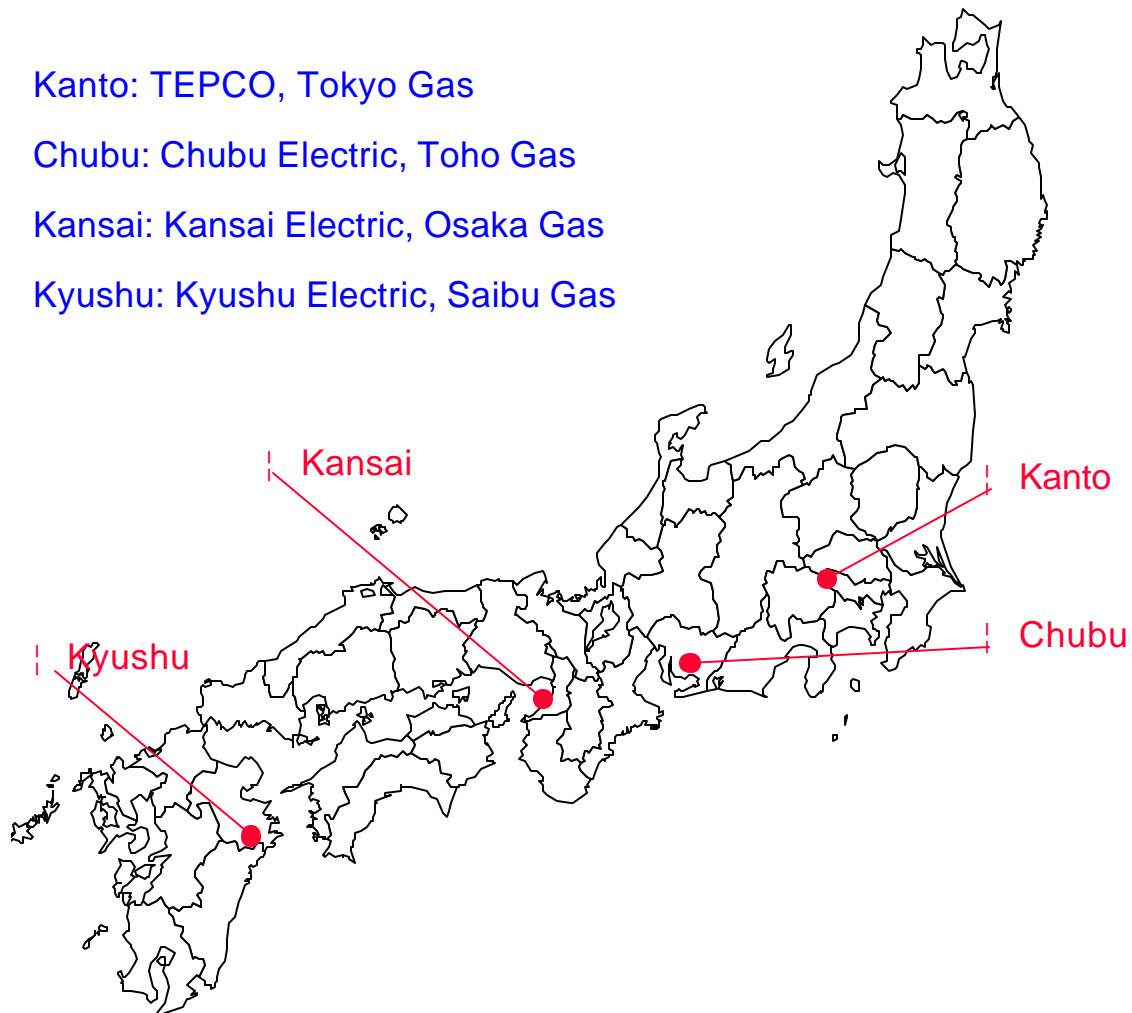 Kanto: TEPCO, Tokyo Gas
Chubu: Chubu Electric, Toho Gas
Kansai: Kansai Electric, Osaka Gas
Kyushu: Kyushu Electric, Saibu Gas
Kansai
Kanto
Chubu
Kyushu